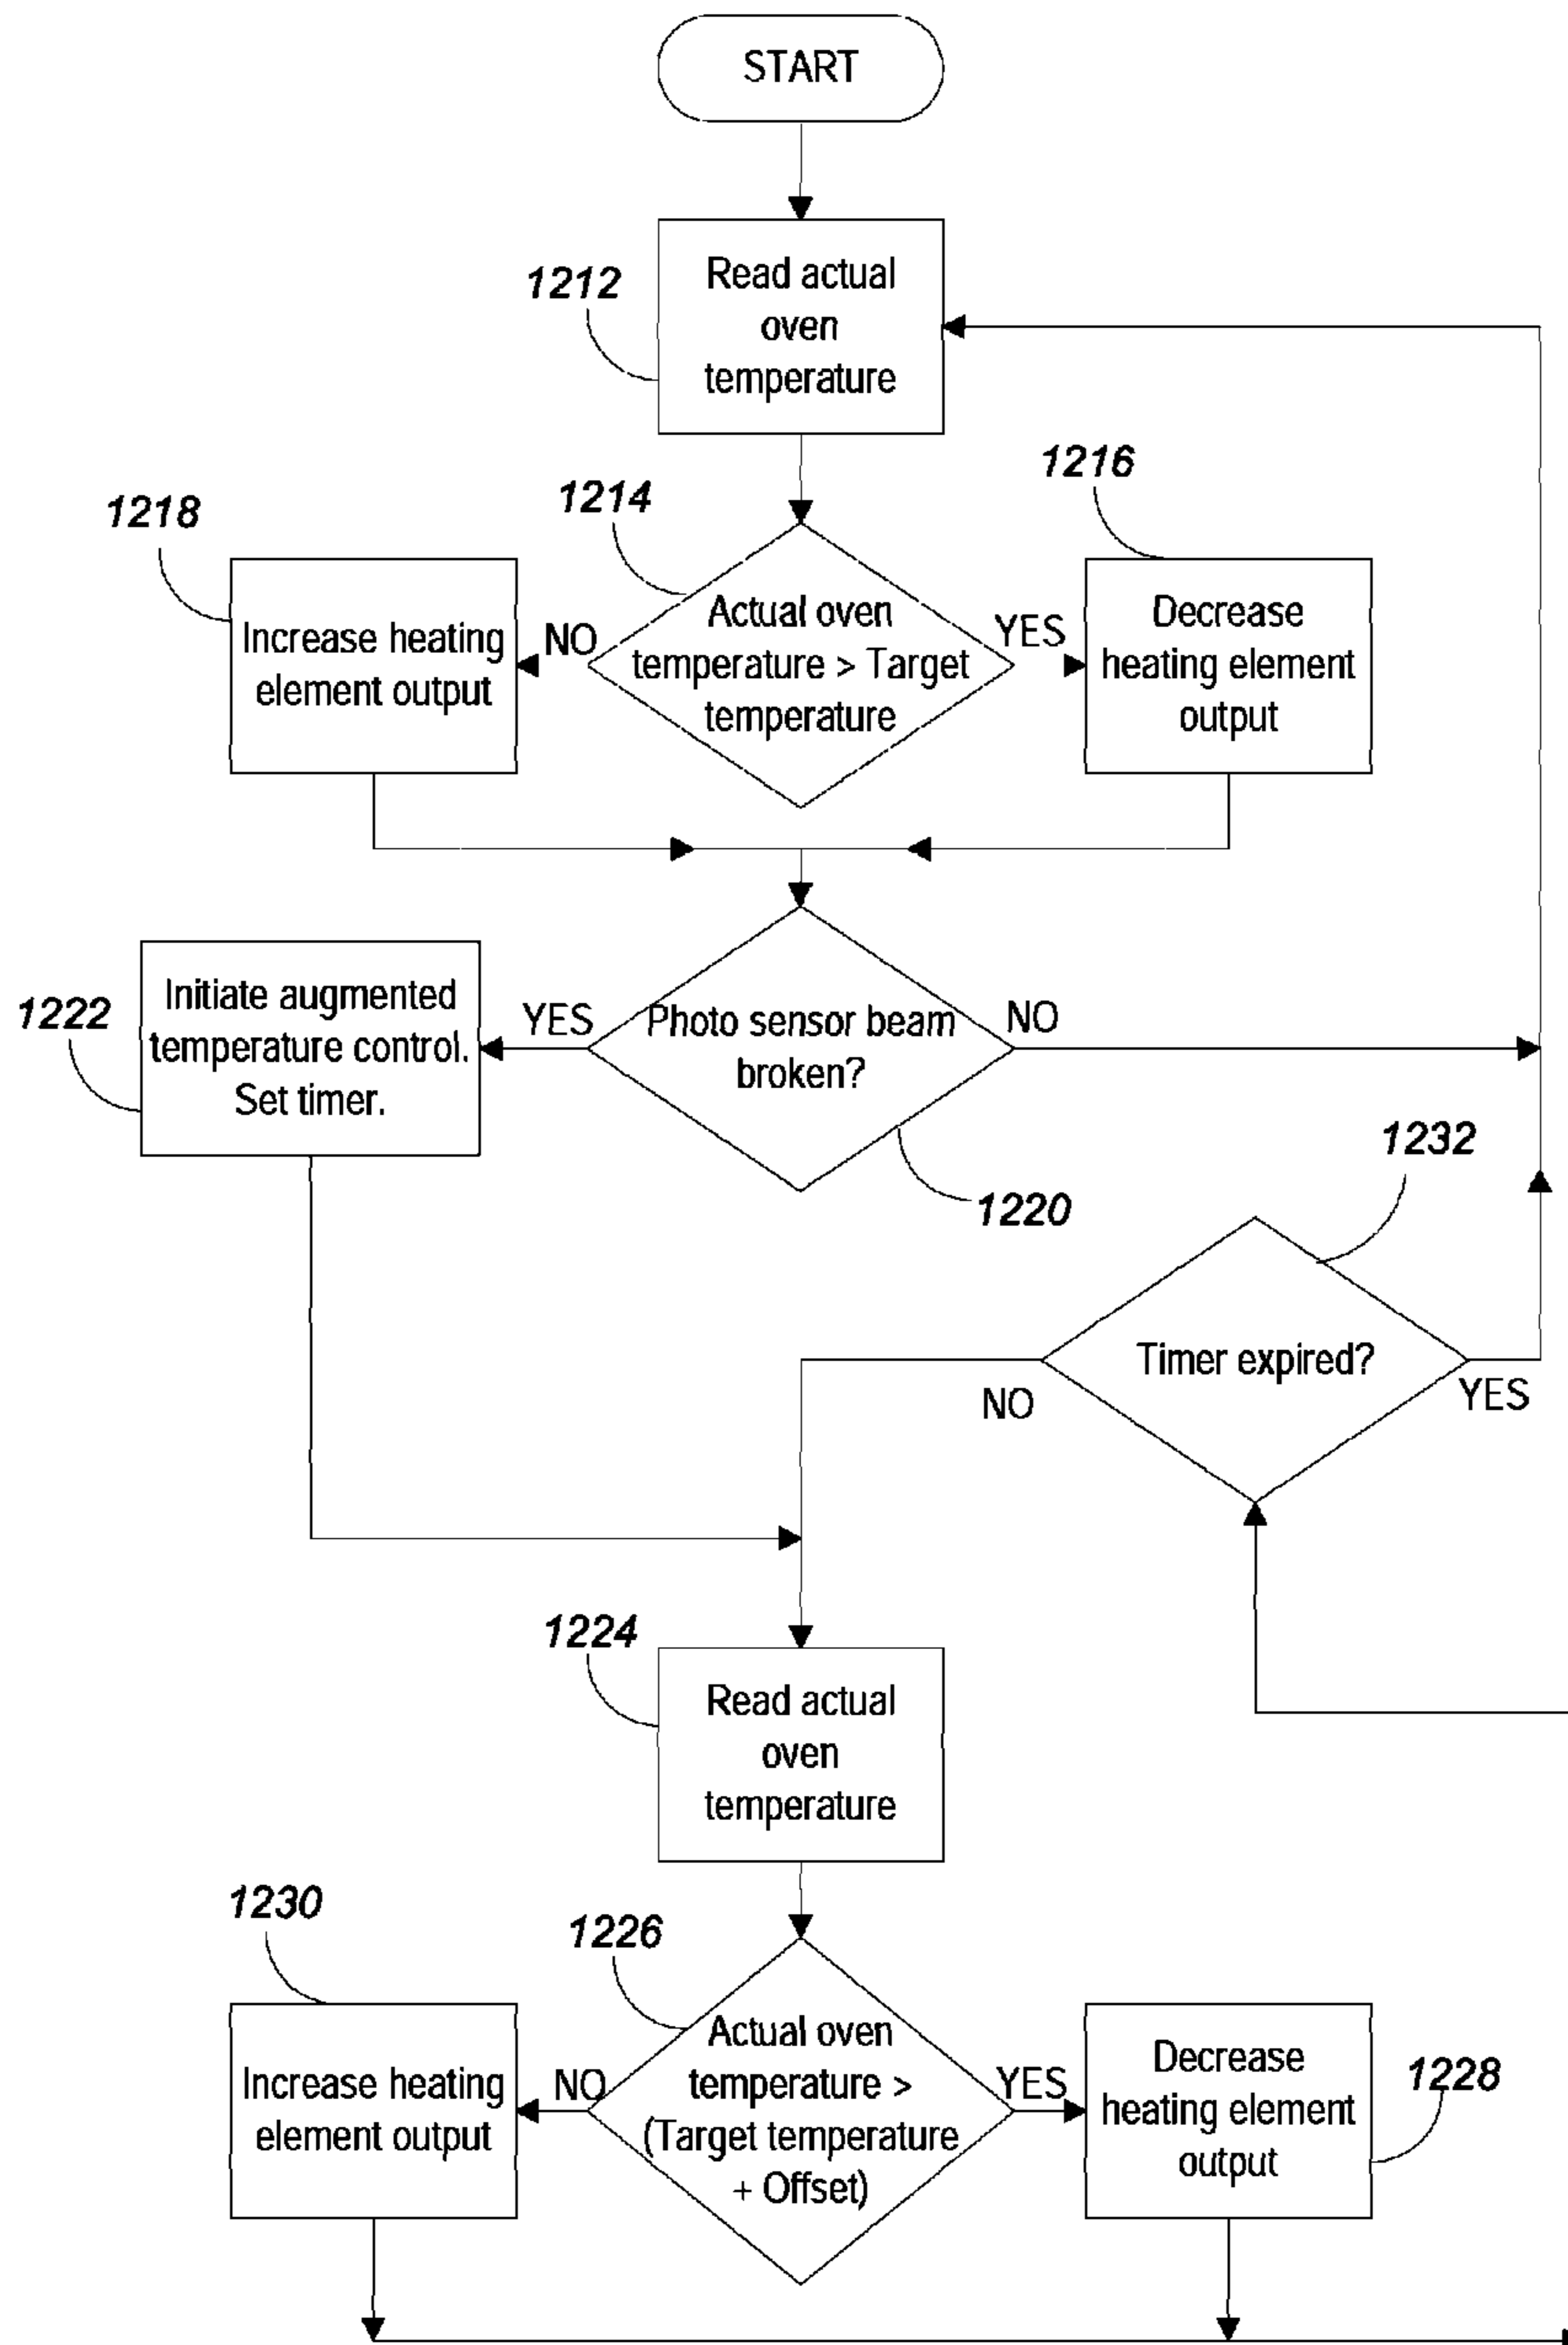 START
1212
Read actual
oven
temperature
1218
1214
1216
Increase heating
element output
NO
Actual oven
temperature > Target
temperature
YES
Decrease
heating element
output
1222
Initiate augmented
temperature control.
Set timer.
YES
Photo sensor beam
broken?
NO
1220
1232
Timer expired?
NO
YES
1224
Read actual
oven
temperature
1230
1226
Increase heating
element output
NO
Actual oven
temperature >
(Target temperature
+ Offset)
YES
Decrease
heating element
output
1228